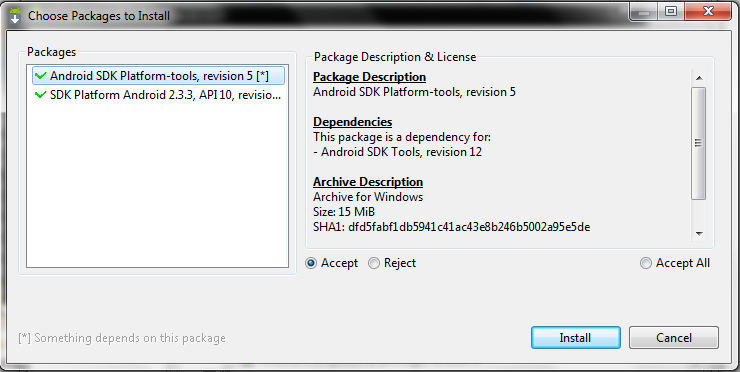 Choose Packages to Install
Packages
Android SDK Platform-tools, revision 5 [*]
SDK Platform Android 2.3.3, API 10, revisio...
Package Description & License
Package Description
Android SDK Platform-tools, revision 5
Dependencies
This package is a dependency for:
- Android SDK Tools, revision 12
Archive Description
Archive for Windows
Size: 15 MiB
SHA1: dfd5fabf1db5941c41ac43e8b246b5002a95e5de
Accept
Reject
Accept All
[*] Something depends on this package
Install
Cancel